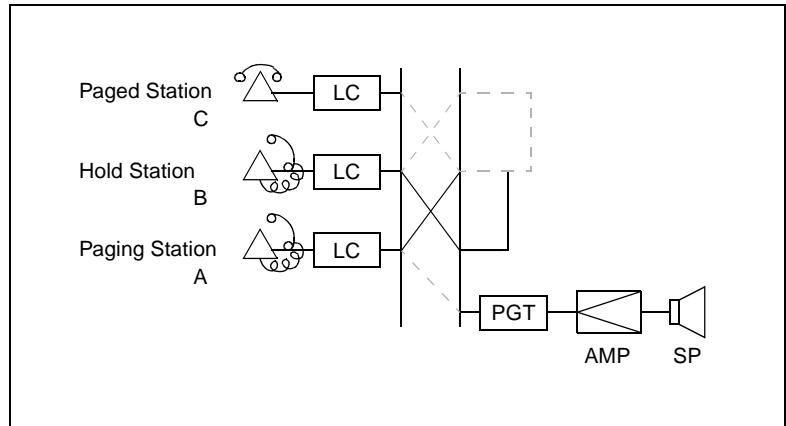 Paged Station
C
LC
Hold Station
B
LC
Paging Station
A
LC
PGT
AMP
SP